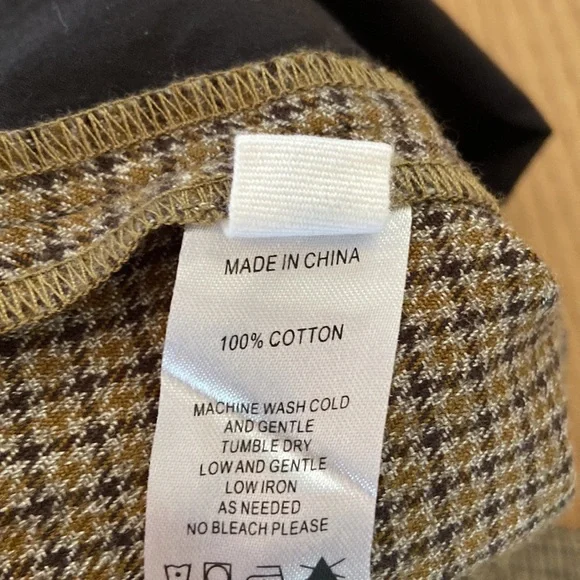 MADE IN CHINA
100% COTTON
MACHINE WASH COLD
AND GENTLE
TUMBLE DRY
LOW AND GENTLE
LOW IRON
AS NEEDED
NO BLEACH PLEASE